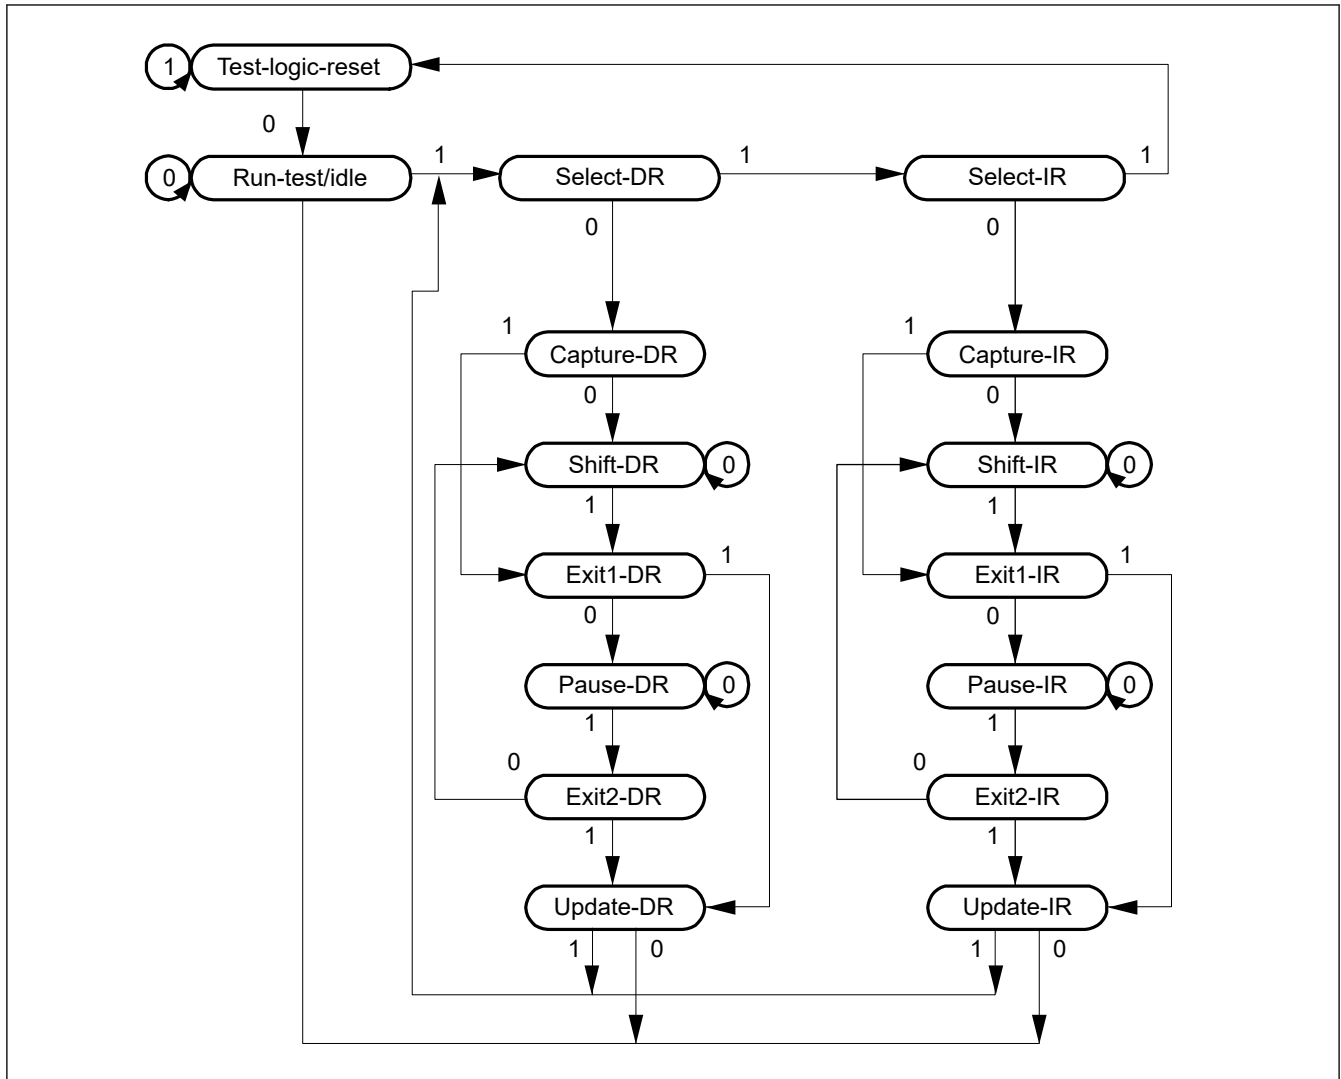 1 Test-logic-reset
0
0 Run-test/idle 1 Select-DR 1 Select-IR 1
0 0
1 1
Capture-DR Capture-IR
0 0
Shift-DR 0 Shift-IR 0
1 1
Exit1-DR 1 Exit1-IR 1
0 0
Pause-DR 0 Pause-IR 0
1 1
0 0
Exit2-DR Exit2-IR
1 1
Update-DR Update-IR
1 0 1 0